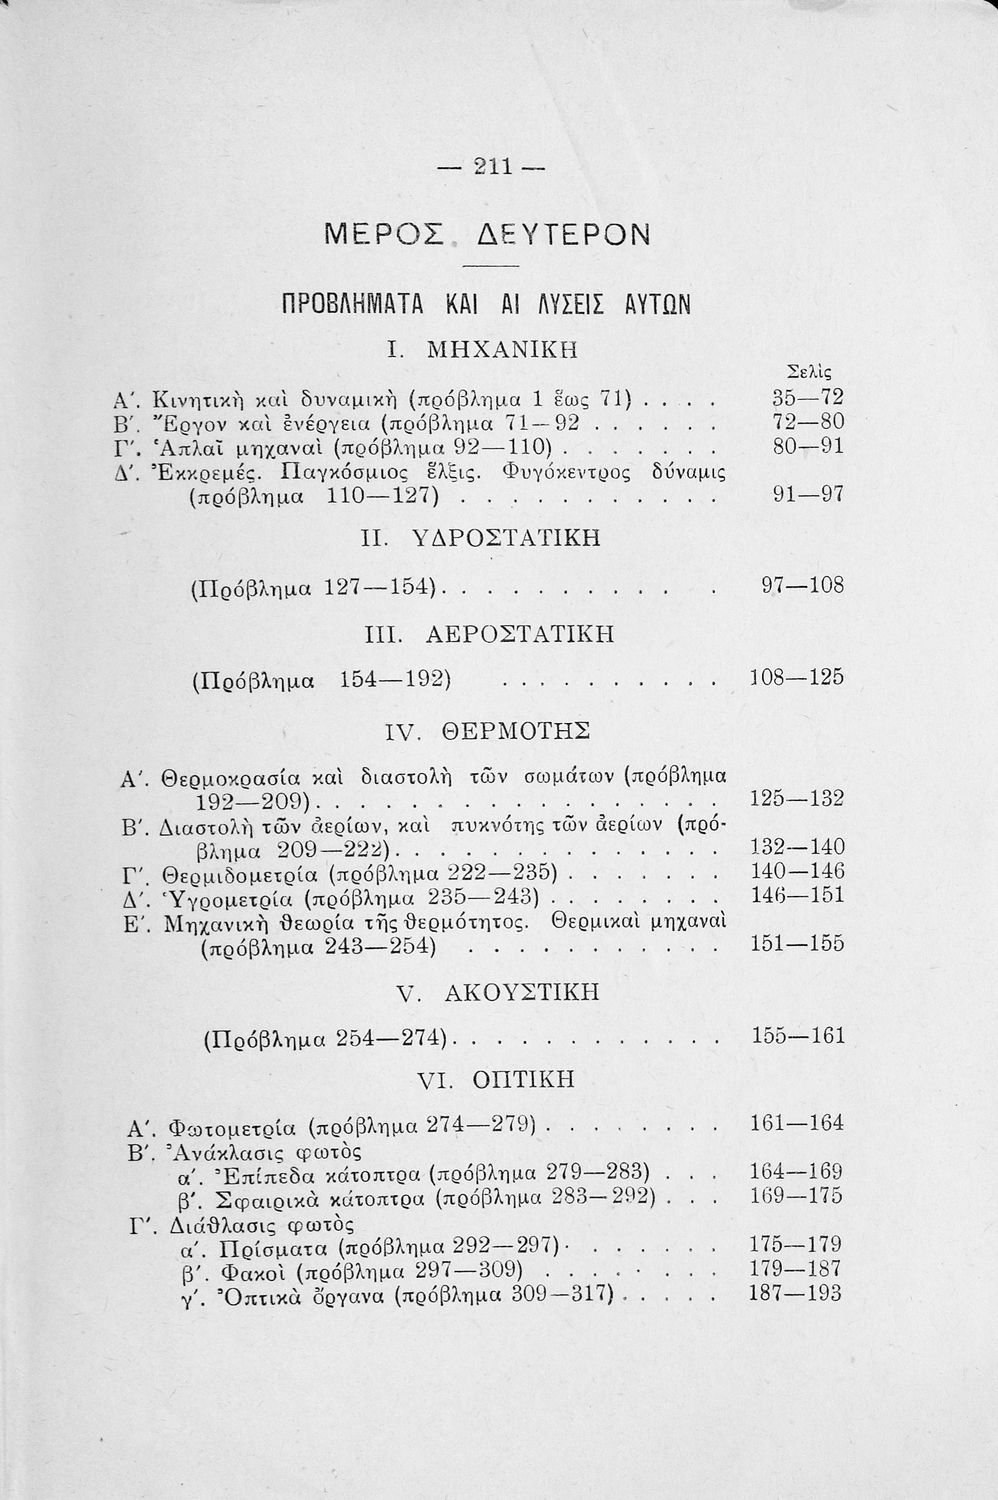 — 211 —
ΜΕΡΟΣ ΔΕΥΤΕΡΟΝ
ΠΡΟΒΛΗΜΑΤΑ ΚΑΙ ΑΙ ΛΥΣΕΙΣ ΑΥΤΩΝ
I. ΜΗΧΑΝΙΚΗ
Σελὶς
Α΄. Κινητικὴ καὶ δυναμικὴ (πρόβλημα 1 ἕως 71) . . . . 35—72
Β΄. Ἔργον καὶ ἐνέργεια (πρόβλημα 71—92 . . . . . . 72—80
Γ΄. Ἁπλαῖ μηχαναὶ (πρόβλημα 92—110) . . . . . . . 80—91
Δ΄. Ἐκκρεμές. Παγκόσμιος ἕλξις. Φυγόκεντρος δύναμις
(πρόβλημα 110—127) . . . . . . . . . . . 91—97
II. ΥΔΡΟΣΤΑΤΙΚΗ
(Πρόβλημα 127—154) . . . . . . . . . . . 97—108
III. ΑΕΡΟΣΤΑΤΙΚΗ
(Πρόβλημα 154—192) . . . . . . . . . . 108—125
IV. ΘΕΡΜΟΤΗΣ
Α΄. Θερμοκρασία καὶ διαστολὴ τῶν σωμάτων (πρόβλημα
192—209) . . . . . . . . . . . . . . . . . 125—132
Β΄. Διαστολὴ τῶν ἀερίων, καὶ πυκνότης τῶν ἀερίων (πρό-
βλημα 209—222) . . . . . . . . . . . . . . 132—140
Γ΄. Θερμιδομετρία (πρόβλημα 222—235) . . . . . . . 140—146
Δ΄. Ὑγρομετρία (πρόβλημα 235—243) . . . . . . . . 146—151
Ε΄. Μηχανικὴ θεωρία τῆς θερμότητος. Θερμικαὶ μηχαναὶ
(πρόβλημα 243—254) . . . . . . . . . . . 151—155
V. ΑΚΟΥΣΤΙΚΗ
(Πρόβλημα 254—274) . . . . . . . . . . . . 155—161
VI. ΟΠΤΙΚΗ
Α΄. Φωτομετρία (πρόβλημα 274—279) . . . . . . . . 161—164
Β΄. Ἀνάκλασις φωτὸς
α΄. Ἐπίπεδα κάτοπτρα (πρόβλημα 279—283) . . . 164—169
β΄. Σφαιρικὰ κάτοπτρα (πρόβλημα 283—292) . . . 169—175
Γ΄. Διάθλασις φωτὸς
α΄. Πρίσματα (πρόβλημα 292—297) . . . . . . . 175—179
β΄. Φακοὶ (πρόβλημα 297—309) . . . . . . . . 179—187
γ΄. Ὀπτικὰ ὄργανα (πρόβλημα 309—317) . . . . . 187—193